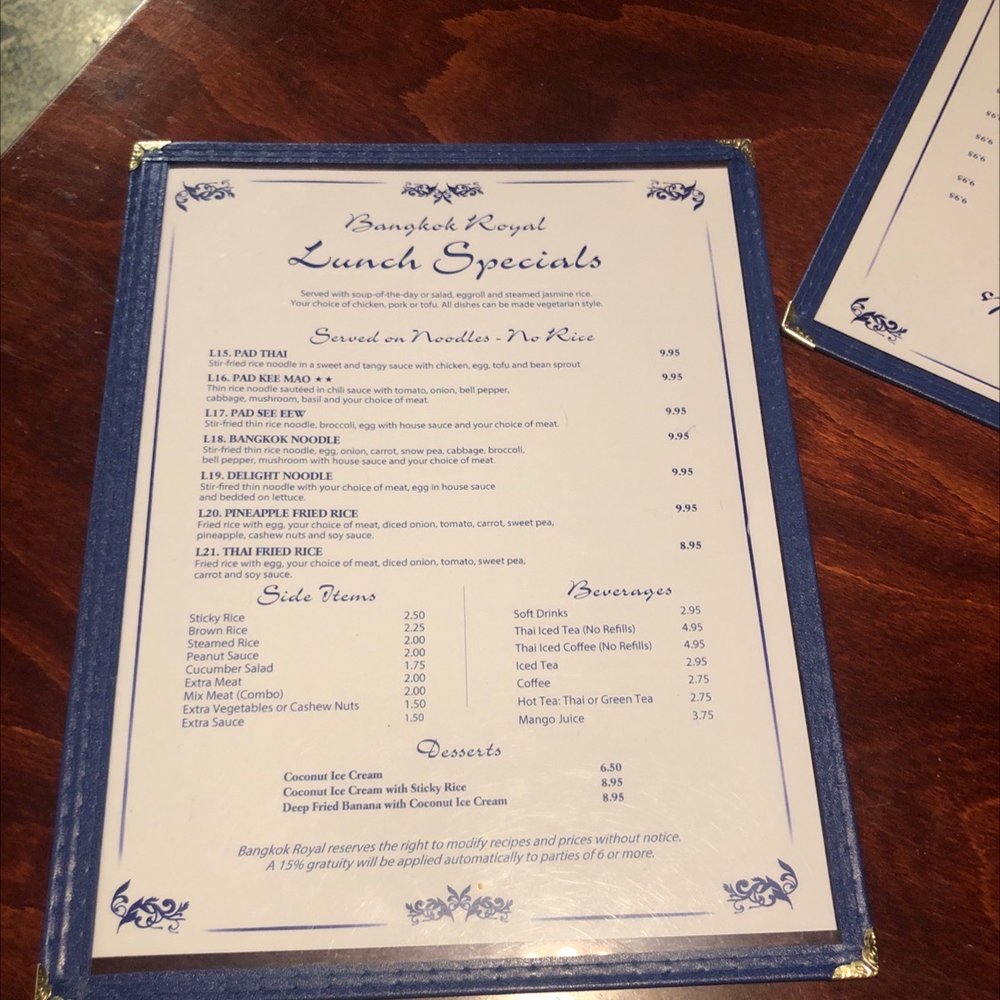 Bangkok Royal
Lunch Specials
Served with soup-of-the-day or salad, eggroll and steamed jasmine rice.
Your choice of chicken, pork or tofu. All dishes can be made vegetarian style.
Served on Noodles - No Rice
L15. PAD THAI 9.95
Stir-fried rice noodle in a sweet and tangy sauce with chicken, egg, tofu and bean sprout
L16. PAD KEE MAO ★★ 9.95
Thin rice noodle sautéed in chili sauce with tomato, onion, bell pepper,
cabbage, mushroom, basil and your choice of meat.
L17. PAD SEE EEW 9.95
Stir-fried thin rice noodle, broccoli, egg with house sauce and your choice of meat.
L18. BANGKOK NOODLE 9.95
Stir-fried thin rice noodle, egg, onion, carrot, snow pea, cabbage, broccoli,
bell pepper, mushroom with house sauce and your choice of meat.
L19. DELIGHT NOODLE 9.95
Stir-fired thin noodle with your choice of meat, egg in house sauce
and bedded on lettuce.
L20. PINEAPPLE FRIED RICE 9.95
Fried rice with egg, your choice of meat, diced onion, tomato, carrot, sweet pea,
pineapple, cashew nuts and soy sauce.
L21. THAI FRIED RICE 8.95
Fried rice with egg, your choice of meat, diced onion, tomato, sweet pea,
carrot and soy sauce.
Side Items
Sticky Rice 2.50
Brown Rice 2.25
Steamed Rice 2.00
Peanut Sauce 2.00
Cucumber Salad 1.75
Extra Meat 2.00
Mix Meat (Combo) 2.00
Extra Vegetables or Cashew Nuts 1.50
Extra Sauce 1.50
Beverages
Soft Drinks 2.95
Thai Iced Tea (No Refills) 4.95
Thai Iced Coffee (No Refills) 4.95
Iced Tea 2.95
Coffee 2.75
Hot Tea: Thai or Green Tea 2.75
Mango Juice 3.75
Desserts
Coconut Ice Cream 6.50
Coconut Ice Cream with Sticky Rice 8.95
Deep Fried Banana with Coconut Ice Cream 8.95
Bangkok Royal reserves the right to modify recipes and prices without notice.
A 15% gratuity will be applied automatically to parties of 6 or more.
9.95
9.95
9.95
9.95